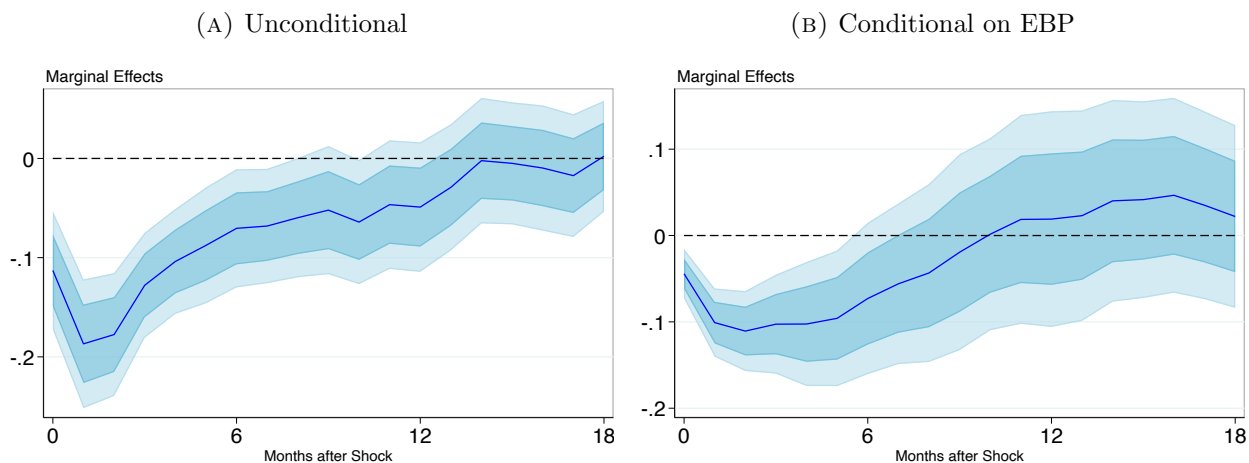 (A) Unconditional
Marginal Effects
0
-.1
-.2
0 6 12 18
Months after Shock
(B) Conditional on EBP
Marginal Effects
.1
0
-.1
-.2
0 6 12 18
Months after Shock